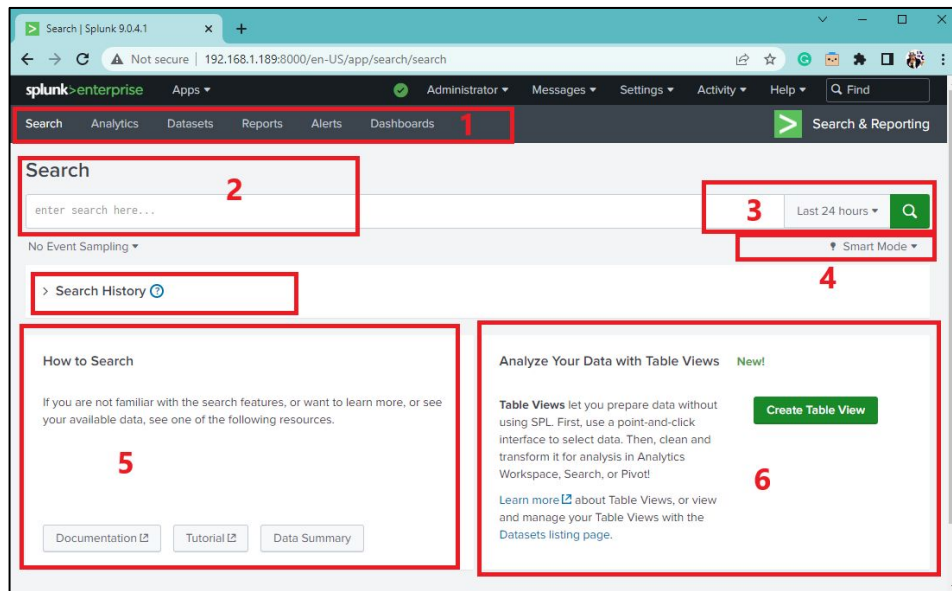 Search | Splunk 9.0.4.1
Not secure | 192.168.1.189:8000/en-US/app/search/search
splunk>enterprise Apps Administrator Messages Settings Activity Help Find
Search Analytics Datasets Reports Alerts Dashboards 1 Search & Reporting
Search
2
enter search here... 3 Last 24 hours
No Event Sampling Smart Mode
4
Search History ?
How to Search
If you are not familiar with the search features, or want to learn more, or see
your available data, see one of the following resources.
5
Documentation Tutorial Data Summary
Analyze Your Data with Table Views New!
Table Views let you prepare data without
using SPL. First, use a point-and-click
interface to select data. Then, clean and
transform it for analysis in Analytics
Workspace, Search, or Pivot!
Create Table View
6
Learn more about Table Views, or view
and manage your Table Views with the
Datasets listing page.